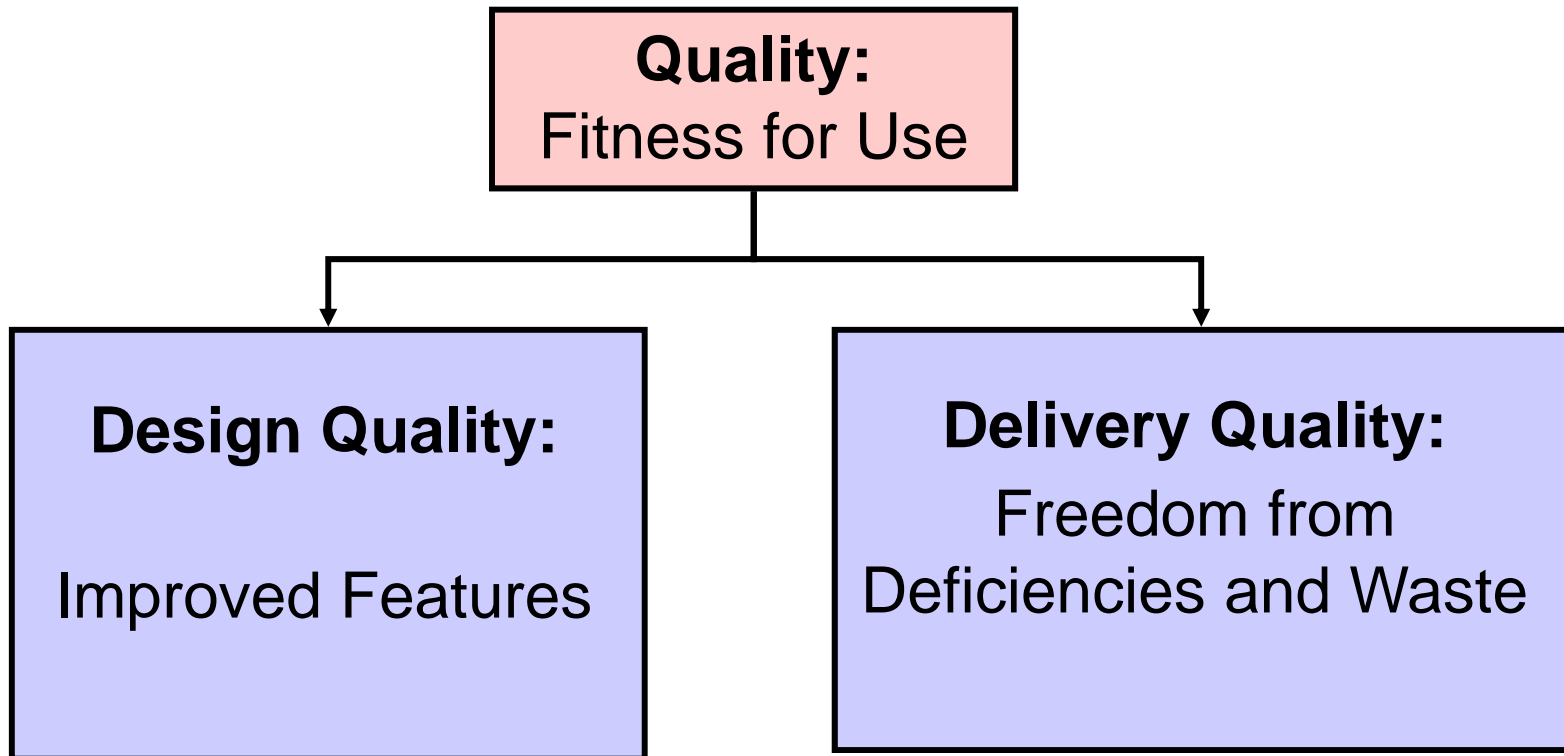 Quality:
Fitness for Use
Design Quality:
Improved Features
Delivery Quality:
Freedom from
Deficiencies and Waste